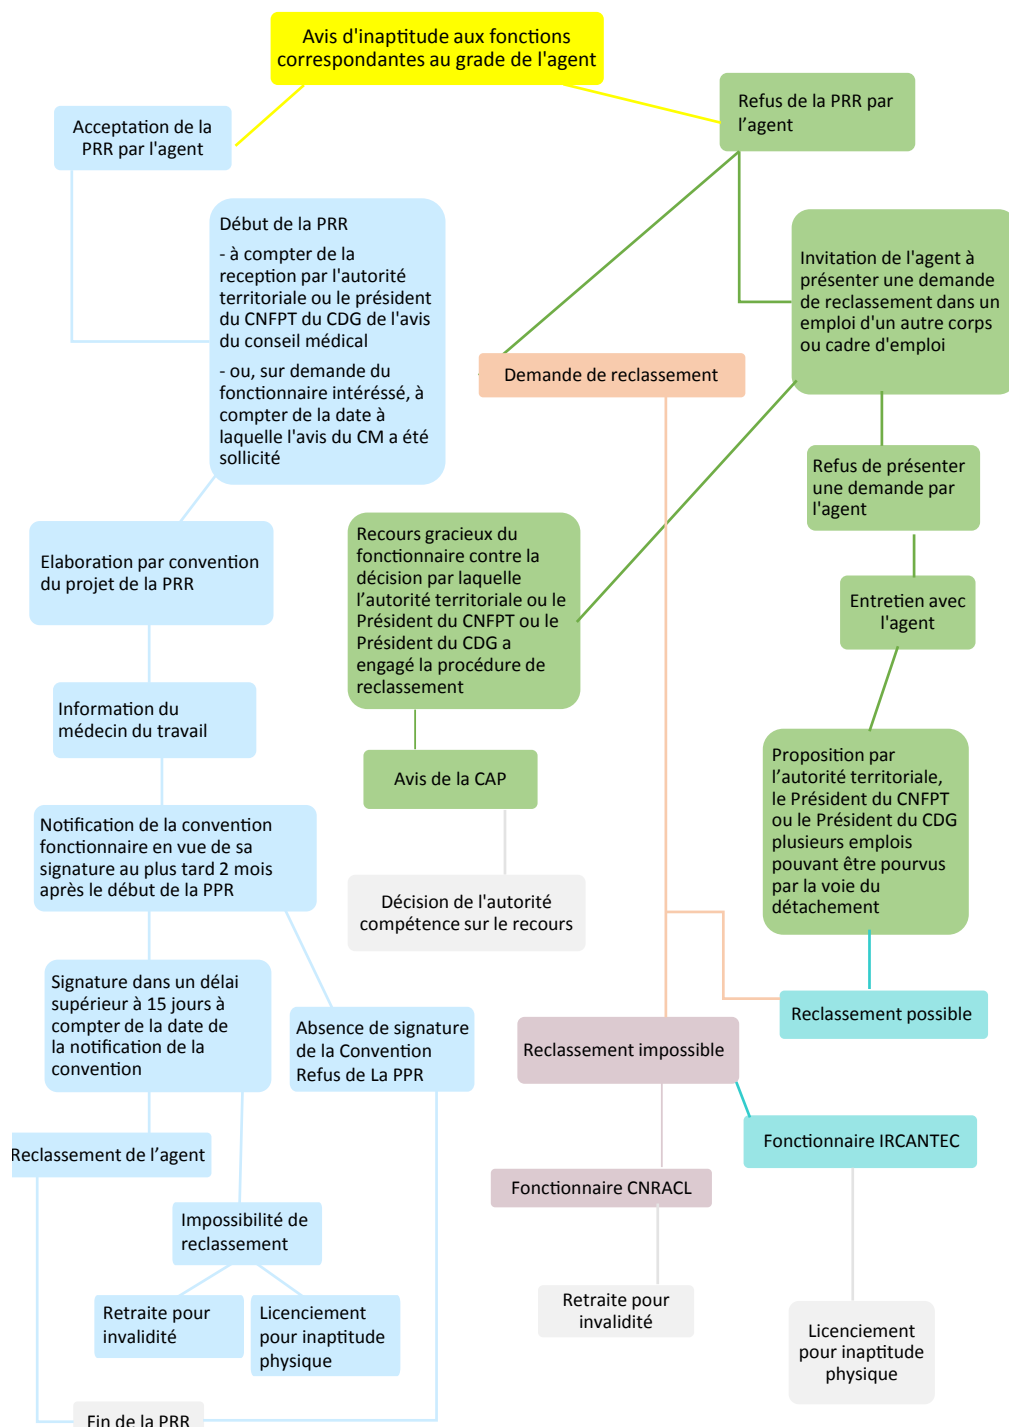 Avis d'inaptitude aux fonctions
correspondantes au grade de l'agent
Acceptation de la
PRR par l'agent
Refus de la PRR par
l’agent
Début de la PRR
- à compter de la
reception par l'autorité
territoriale ou le président
du CNFPT du CDG de l'avis
du conseil médical
- ou, sur demande du
fonctionnaire intéréssé, à
compter de la date à
laquelle l'avis du CM a été
sollicité
Invitation de l'agent à
présenter une demande
de reclassement dans un
emploi d'un autre corps
ou cadre d'emploi
Demande de reclassement
Refus de présenter
une demande par
l'agent
Elaboration par convention
du projet de la PRR
Recours gracieux du
fonctionnaire contre la
décision par laquelle
l’autorité territoriale ou le
Président du CNFPT ou le
Président du CDG a
engagé la procédure de
reclassement
Entretien avec
l'agent
Information du
médecin du travail
Avis de la CAP
Proposition par
l’autorité territoriale,
le Président du CNFPT
ou le Président du CDG
plusieurs emplois
pouvant être pourvus
par la voie du
détachement
Notification de la convention
fonctionnaire en vue de sa
signature au plus tard 2 mois
après le début de la PPR
Décision de l'autorité
compétence sur le recours
Signature dans un délai
supérieur à 15 jours à
compter de la date de
la notification de la
convention
Absence de signature
de la Convention
Refus de La PPR
Reclassement possible
Reclassement impossible
Reclassement de l’agent
Fonctionnaire IRCANTEC
Fonctionnaire CNRACL
Impossibilité de
reclassement
Retraite pour
invalidité
Licenciement
pour inaptitude
physique
Retraite pour
invalidité
Licenciement
pour inaptitude
physique
Fin de la PRR